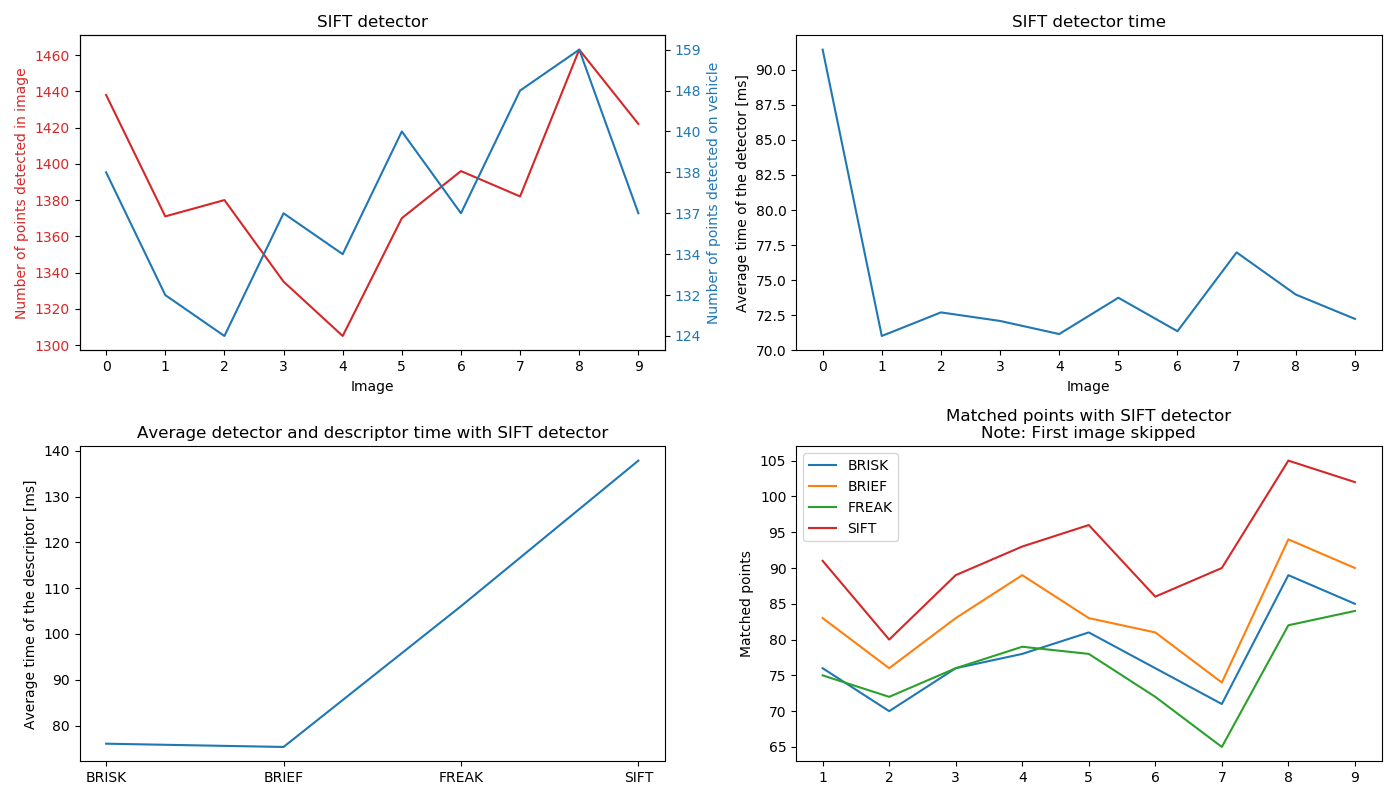 SIFT detector
Number of points detected in image
1460
1440
1420
1400
1380
1360
1340
1320
1300
159
148
140
138
137
134
132
124
Number of points detected on vehicle
0 1 2 3 4 5 6 7 8 9
Image
SIFT detector time
Average time of the detector [ms]
90.0
87.5
85.0
82.5
80.0
77.5
75.0
72.5
70.0
0 1 2 3 4 5 6 7 8 9
Image
Average detector and descriptor time with SIFT detector
Average time of the descriptor [ms]
140
130
120
110
100
90
80
BRISK BRIEF FREAK SIFT
Matched points with SIFT detector
Note: First image skipped
Matched points
105
100
95
90
85
80
75
70
65
BRISK
BRIEF
FREAK
SIFT
1 2 3 4 5 6 7 8 9